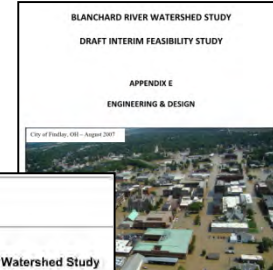 BLANCHARD RIVER WATERSHED STUDY
DRAFT INTERIM FEASIBILITY STUDY
APPENDIX E
ENGINEERING & DESIGN
City of Findlay, OH – August 2007
Watershed Study